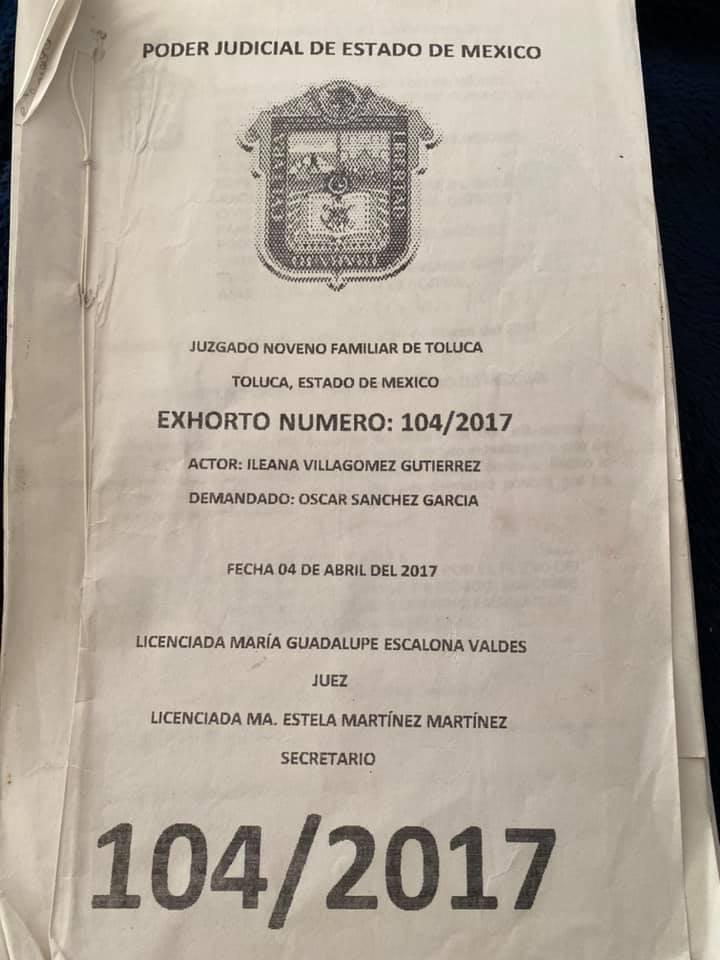 PODER JUDICIAL DE ESTADO DE MEXICO
LIBERTAD
JUZGADO NOVENO FAMILIAR DE TOLUCA
TOLUCA, ESTADO DE MEXICO
EXHORTO NUMERO: 104/2017
ACTOR: ILEANA VILLAGOMEZ GUTIERREZ
DEMANDADO: OSCAR SANCHEZ GARCIA
FECHA 04 DE ABRIL DEL 2017
LICENCIADA MARÍA GUADALUPE ESCALONA VALDES
JUEZ
LICENCIADA MA. ESTELA MARTÍNEZ MARTÍNEZ
SECRETARIO
104/2017